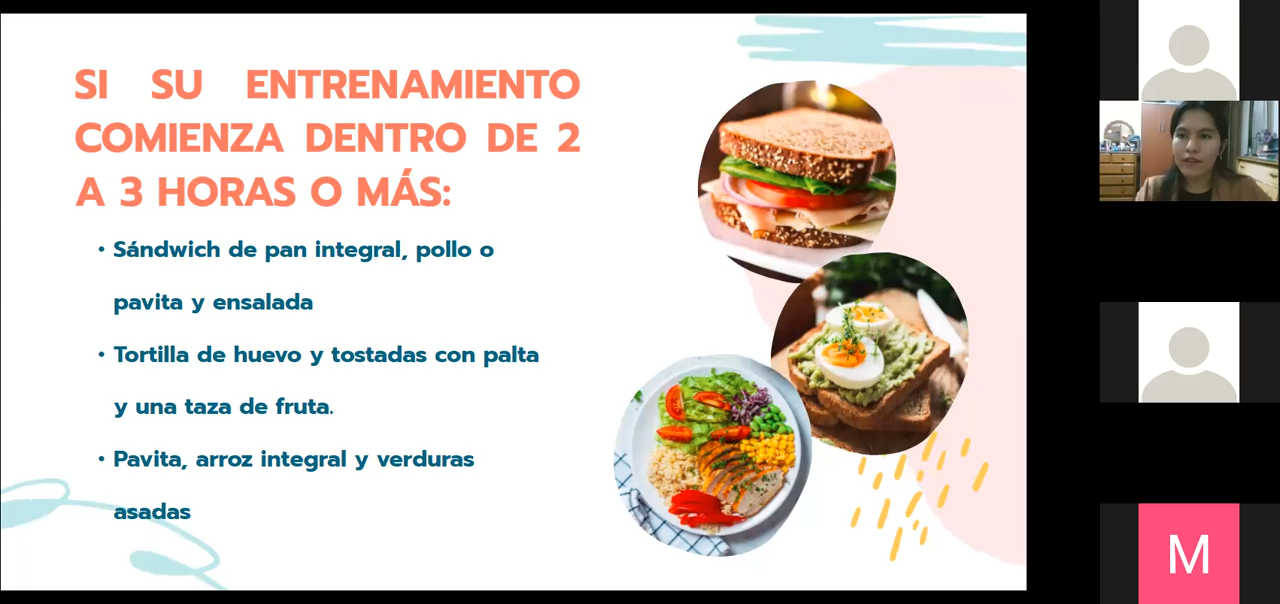 SI SU ENTRENAMIENTO
COMIENZA DENTRO DE 2
A 3 HORAS O MÁS:
• Sándwich de pan integral, pollo o
pavita y ensalada
• Tortilla de huevo y tostadas con palta
y una taza de fruta.
• Pavita, arroz integral y verduras
asadas
M